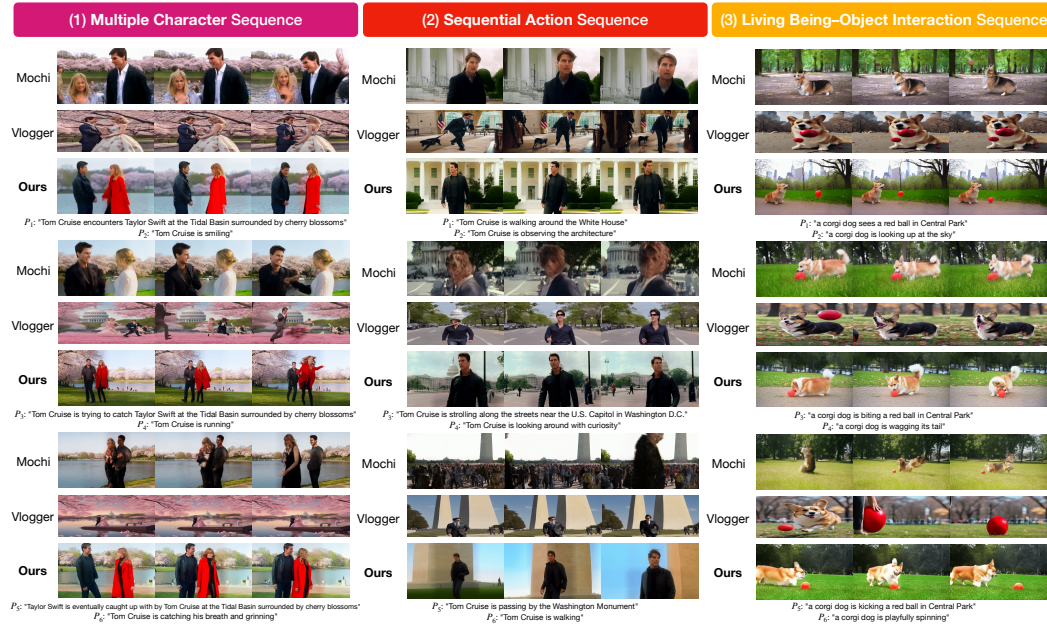 (1) Multiple Character Sequence
Mochi
Vlogger
Ours
P1: "Tom Cruise encounters Taylor Swift at the Tidal Basin surrounded by cherry blossoms"
P2: "Tom Cruise is smiling"
Mochi
Vlogger
Ours
P3: "Tom Cruise is trying to catch Taylor Swift at the Tidal Basin surrounded by cherry blossoms"
P4: "Tom Cruise is running"
Mochi
Vlogger
Ours
P5: "Taylor Swift is eventually caught up with by Tom Cruise at the Tidal Basin surrounded by cherry blossoms"
P6: "Tom Cruise is catching his breath and grinning"
(2) Sequential Action Sequence
Mochi
Vlogger
Ours
P1: "Tom Cruise is walking around the White House"
P2: "Tom Cruise is observing the architecture"
Mochi
Vlogger
Ours
P3: "Tom Cruise is strolling along the streets near the U.S. Capitol in Washington D.C."
P4: "Tom Cruise is looking around with curiosity"
Mochi
Vlogger
Ours
P5: "Tom Cruise is passing by the Washington Monument"
P6: "Tom Cruise is walking"
(3) Living Being–Object Interaction Sequence
Mochi
Vlogger
Ours
P1: "a corgi dog sees a red ball in Central Park"
P2: "a corgi dog is looking up at the sky"
Mochi
Vlogger
Ours
P3: "a corgi dog is biting a red ball in Central Park"
P4: "a corgi dog is wagging its tail"
Mochi
Vlogger
Ours
P5: "a corgi dog is kicking a red ball in Central Park"
P6: "a corgi dog is playfully spinning"